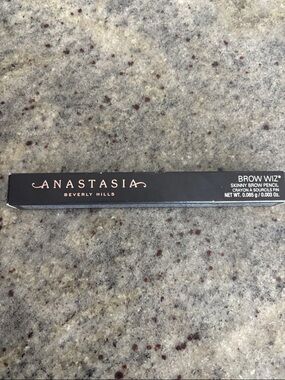 ANASTASIA
BEVERLY HILLS
BROW WIZ®
SKINNY BROW PENCIL
CRAYON À SOURCILS FIN
NET WT. 0.085 g / 0.003 Oz.